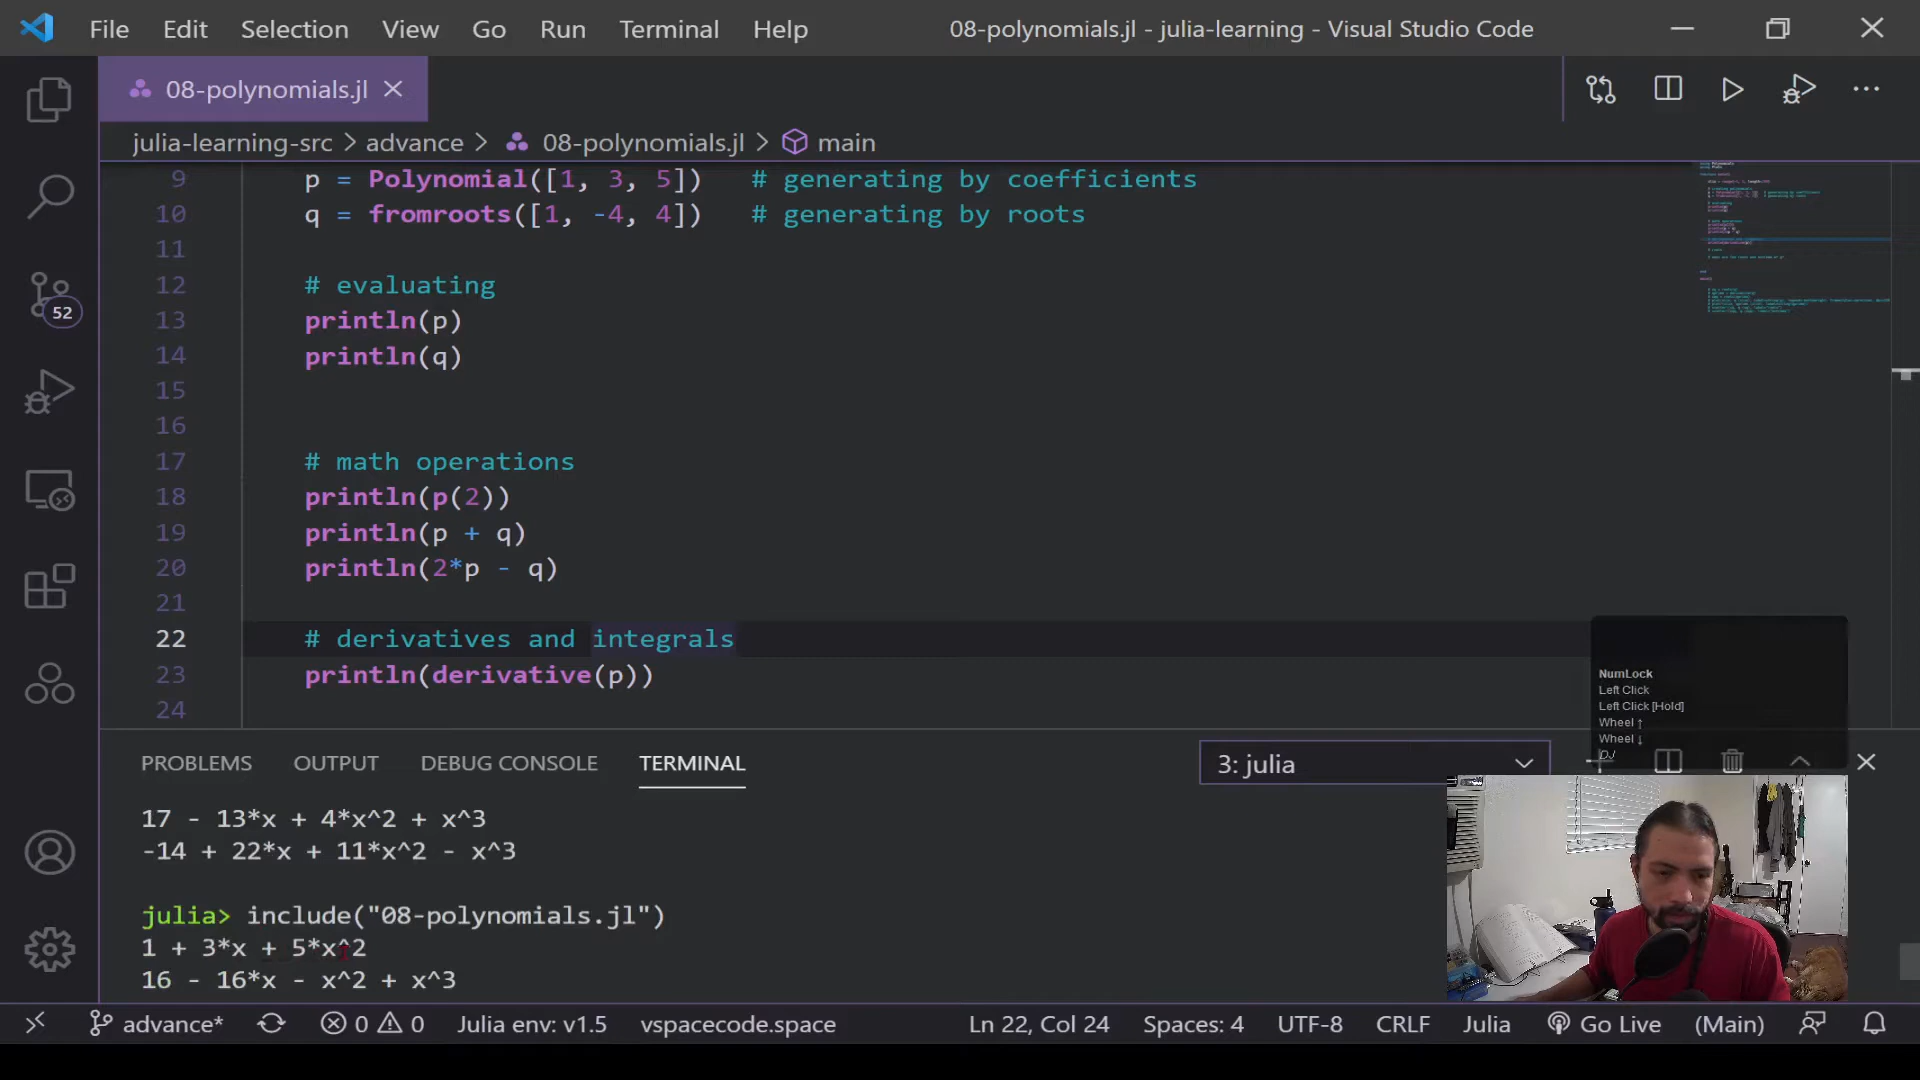 File Edit Selection View Go Run Terminal Help 08-polynomials.jl - julia-learning - Visual Studio Code
08-polynomials.jl
julia-learning-src > advance > 08-polynomials.jl > main
9 p = Polynomial([1, 3, 5]) # generating by coefficients
10 q = fromroots([1, -4, 4]) # generating by roots
11
12 # evaluating
13 println(p)
14 println(q)
15
16
17 # math operations
18 println(p(2))
19 println(p + q)
20 println(2*p - q)
21
22 # derivatives and integrals
23 println(derivative(p))
24
52
NumLock
Left Click
Left Click [Hold]
Wheel ↑
Wheel ↓
PROBLEMS OUTPUT DEBUG CONSOLE TERMINAL 3: julia
17 - 13*x + 4*x^2 + x^3
-14 + 22*x + 11*x^2 - x^3
julia> include("08-polynomials.jl")
1 + 3*x + 5*x^2
16 - 16*x - x^2 + x^3
advance* 0 0 Julia env: v1.5 vspacecode.space Ln 22, Col 24 Spaces: 4 UTF-8 CRLF Julia Go Live (Main)